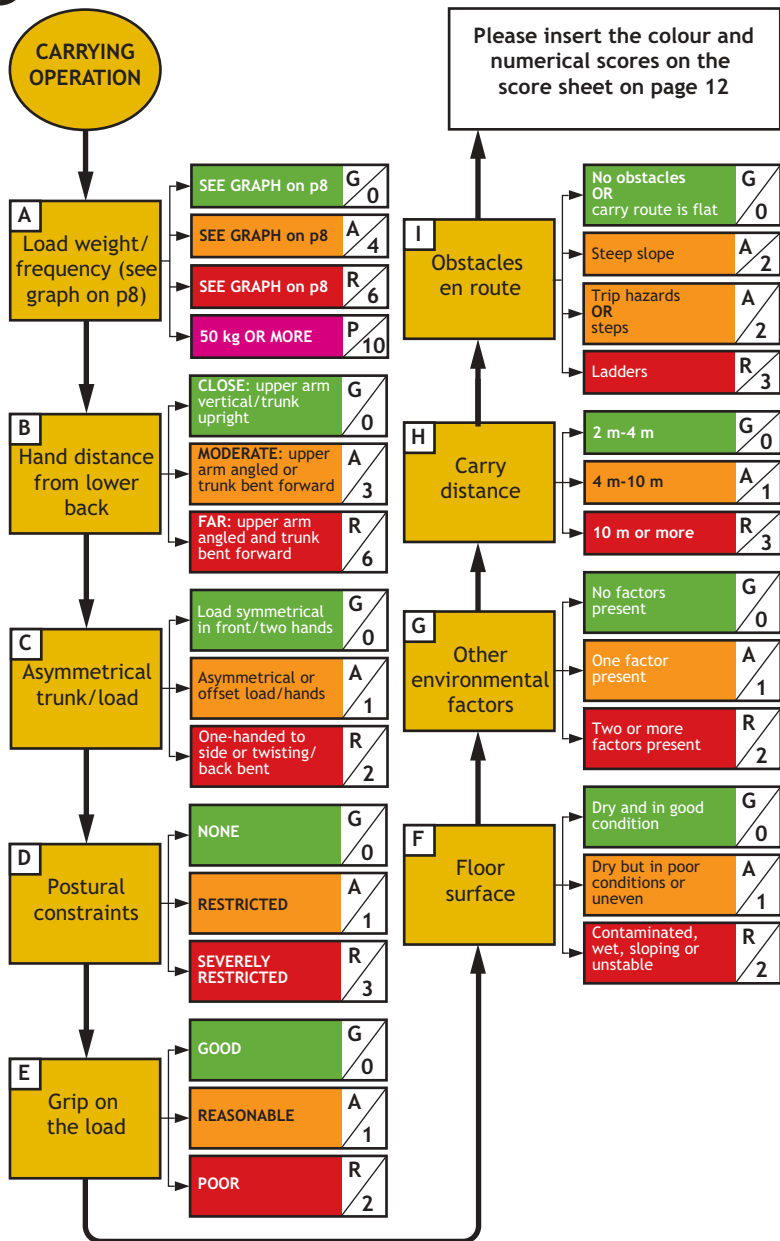 CARRYING
OPERATION
A
Load weight/
frequency (see
graph on p8)
SEE GRAPH on p8
G
0
SEE GRAPH on p8
A
4
SEE GRAPH on p8
R
6
50 kg OR MORE
P
10
B
Hand distance
from lower
back
CLOSE: upper arm
vertical/trunk
upright
G
0
MODERATE: upper
arm angled or
trunk bent forward
A
3
FAR: upper arm
angled and trunk
bent forward
R
6
C
Asymmetrical
trunk/load
Load symmetrical
in front/two hands
G
0
Asymmetrical or
offset load/hands
A
1
One-handed to
side or twisting/
back bent
R
2
D
Postural
constraints
NONE
G
0
RESTRICTED
A
1
SEVERELY
RESTRICTED
R
3
E
Grip on
the load
GOOD
G
0
REASONABLE
A
1
POOR
R
2
F
Floor
surface
Dry and in good
condition
G
0
Dry but in poor
conditions or
uneven
A
1
Contaminated,
wet, sloping or
unstable
R
2
G
Other
environmental
factors
No factors
present
G
0
One factor
present
A
1
Two or more
factors present
R
2
H
Carry
distance
2 m-4 m
G
0
4 m-10 m
A
1
10 m or more
R
3
I
Obstacles
en route
No obstacles
OR
carry route is flat
G
0
Steep slope
A
2
Trip hazards
OR
steps
A
2
Ladders
R
3
Please insert the colour and
numerical scores on the
score sheet on page 12